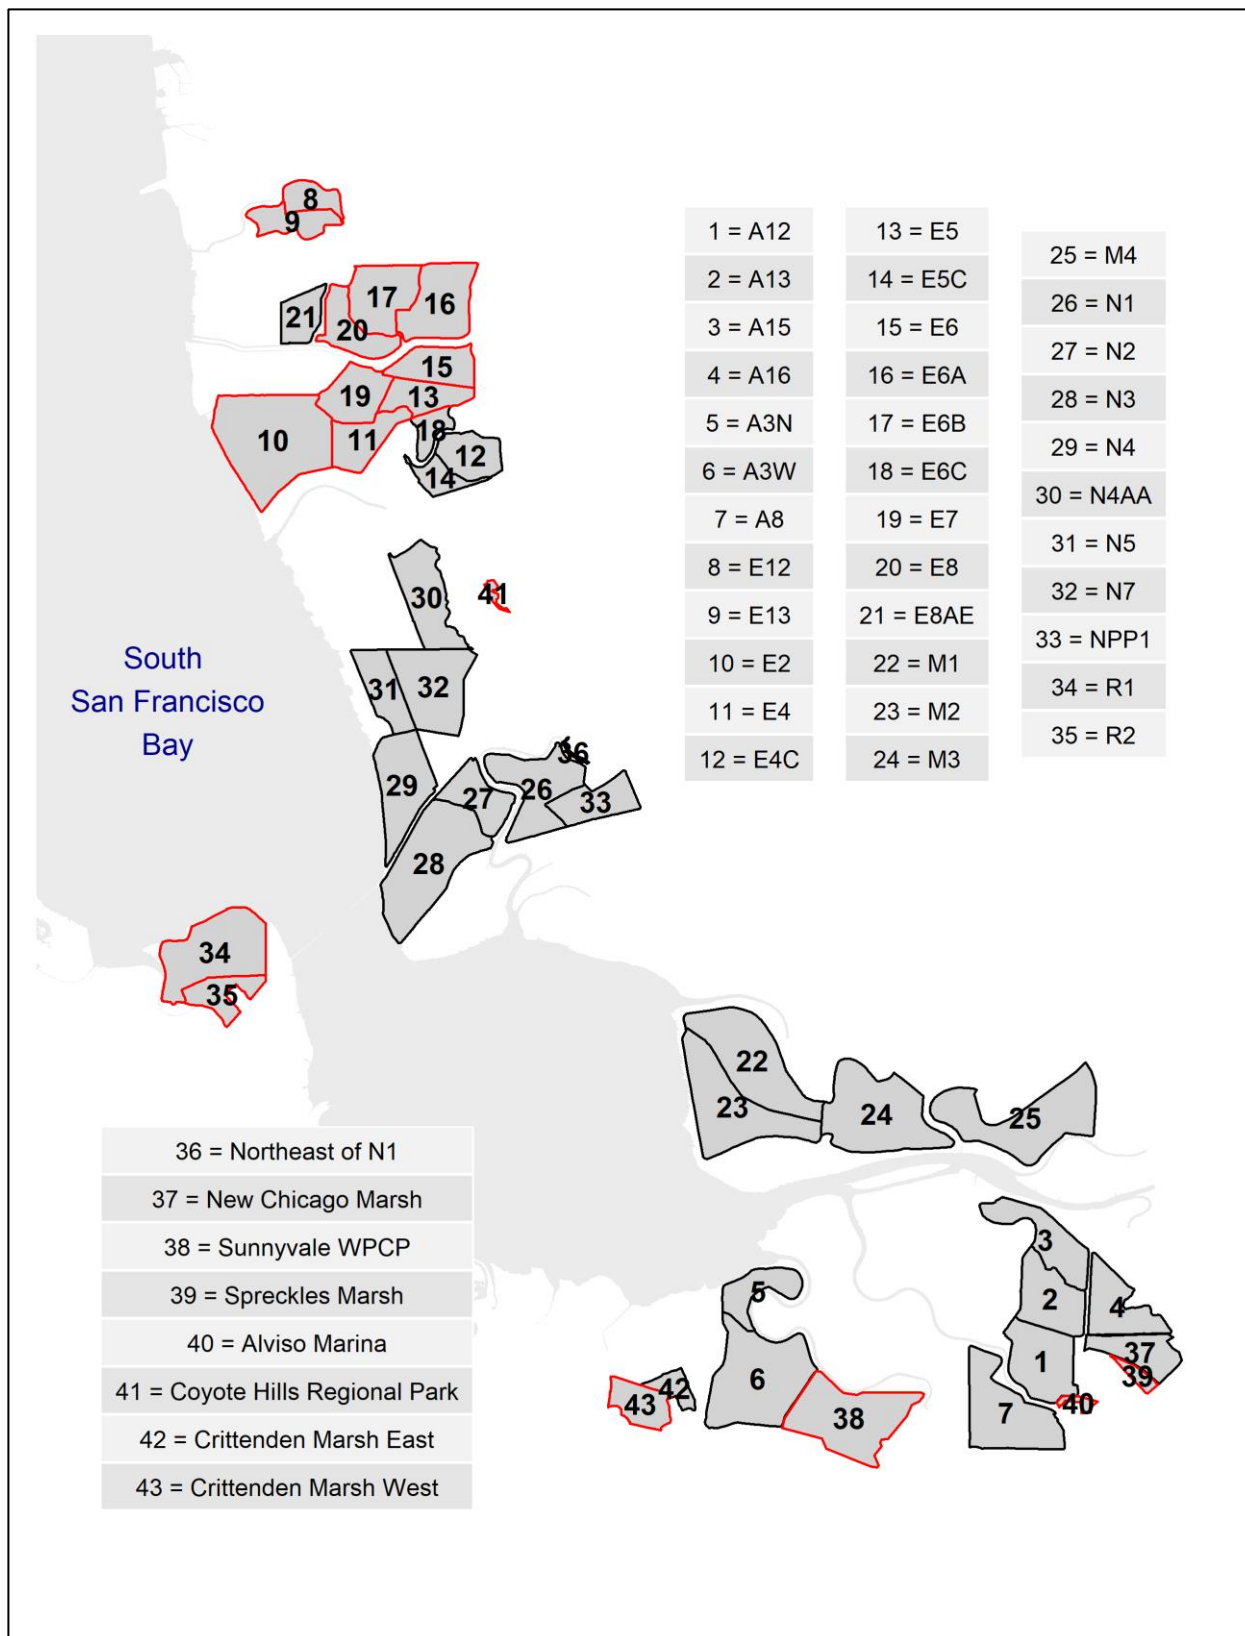 8
9
21
17
16
20
15
19
13
10
11
18
12
14
30
41
31
32
29
27
26
36
33
28
34
35
22
23
24
25
3
2
4
1
37
39
40
7
5
6
38
42
43
South
San Francisco
Bay
1 = A12
2 = A13
3 = A15
4 = A16
5 = A3N
6 = A3W
7 = A8
8 = E12
9 = E13
10 = E2
11 = E4
12 = E4C
13 = E5
14 = E5C
15 = E6
16 = E6A
17 = E6B
18 = E6C
19 = E7
20 = E8
21 = E8AE
22 = M1
23 = M2
24 = M3
25 = M4
26 = N1
27 = N2
28 = N3
29 = N4
30 = N4AA
31 = N5
32 = N7
33 = NPP1
34 = R1
35 = R2
36 = Northeast of N1
37 = New Chicago Marsh
38 = Sunnyvale WPCP
39 = Spreckles Marsh
40 = Alviso Marina
41 = Coyote Hills Regional Park
42 = Crittenden Marsh East
43 = Crittenden Marsh West